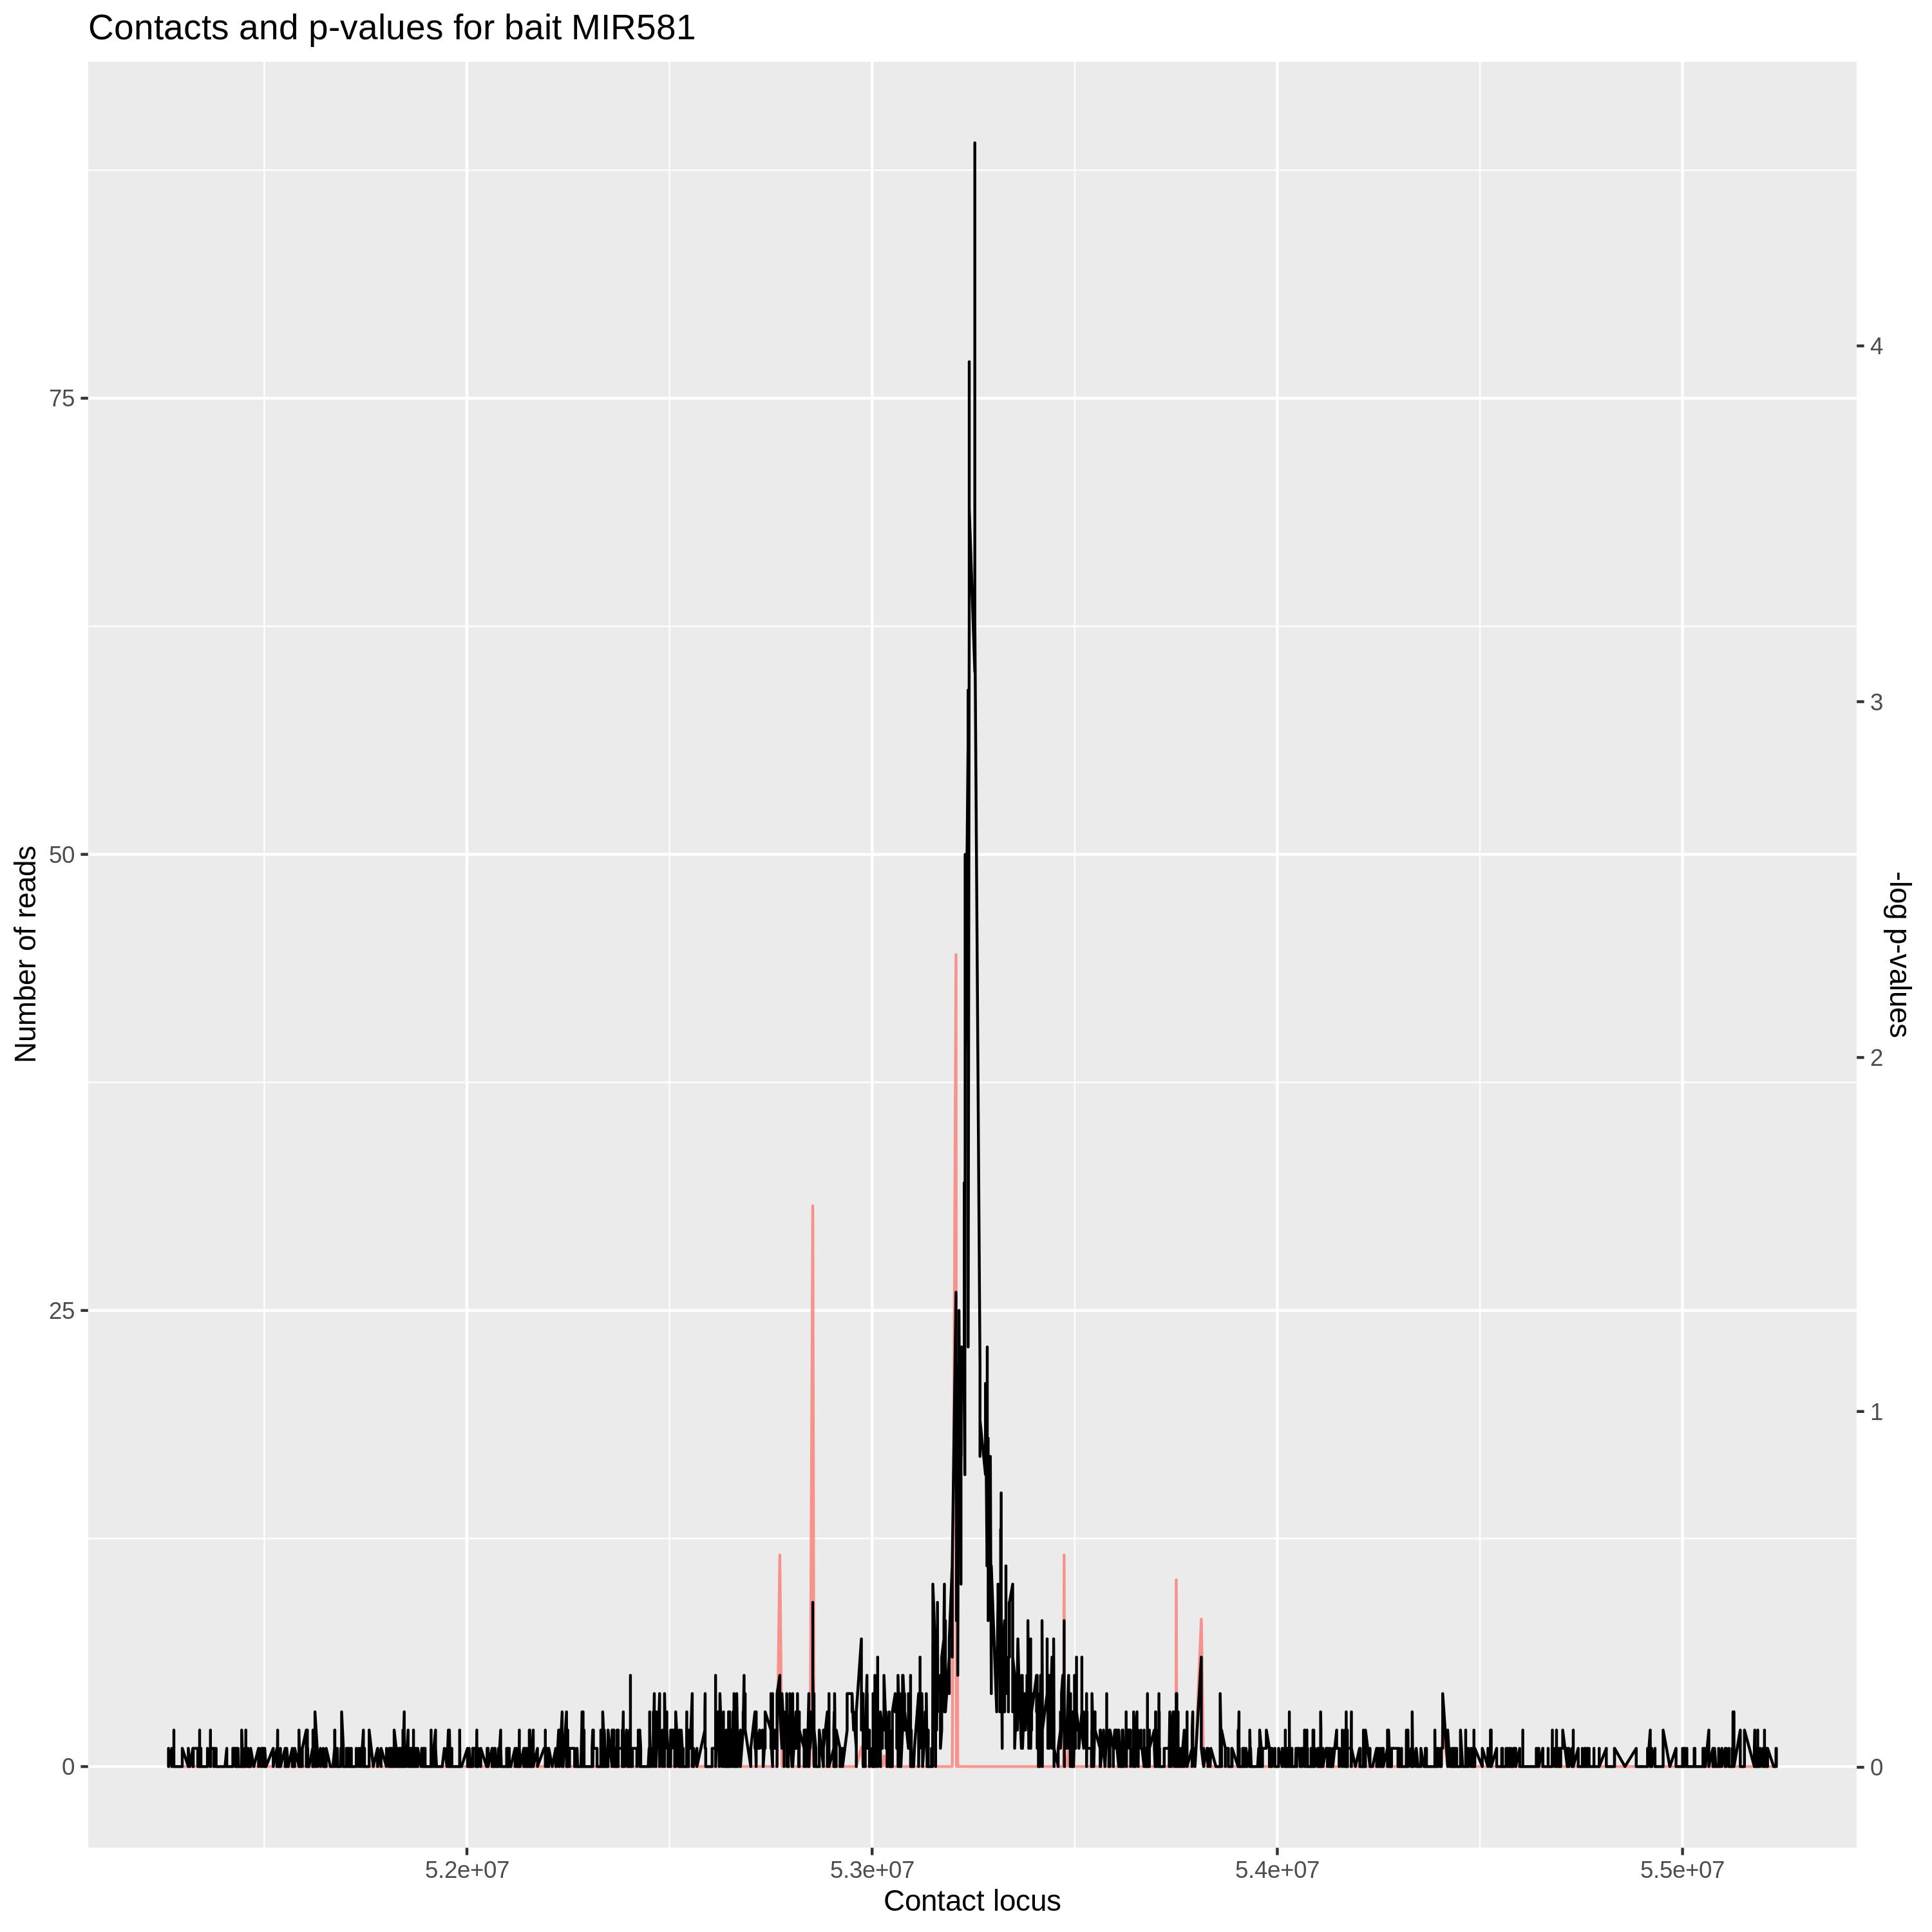 Contacts and p-values for bait MIR581
Number of reads
75
50
25
0
4
3
2
1
0
-log p-values
5.2e+07 5.3e+07 5.4e+07 5.5e+07
Contact locus